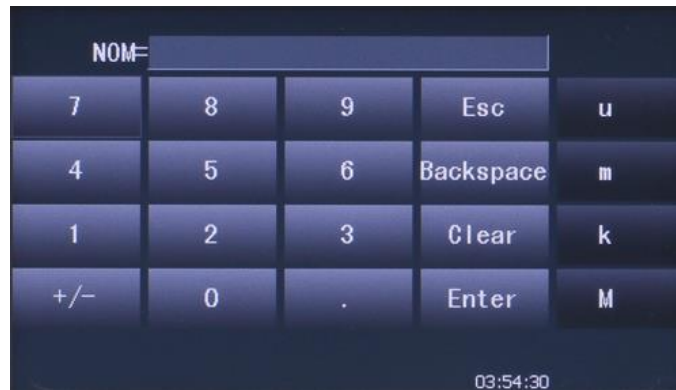 NOM=
7 8 9 Esc u
4 5 6 Backspace m
1 2 3 Clear k
+/- 0 . Enter M
03:54:30